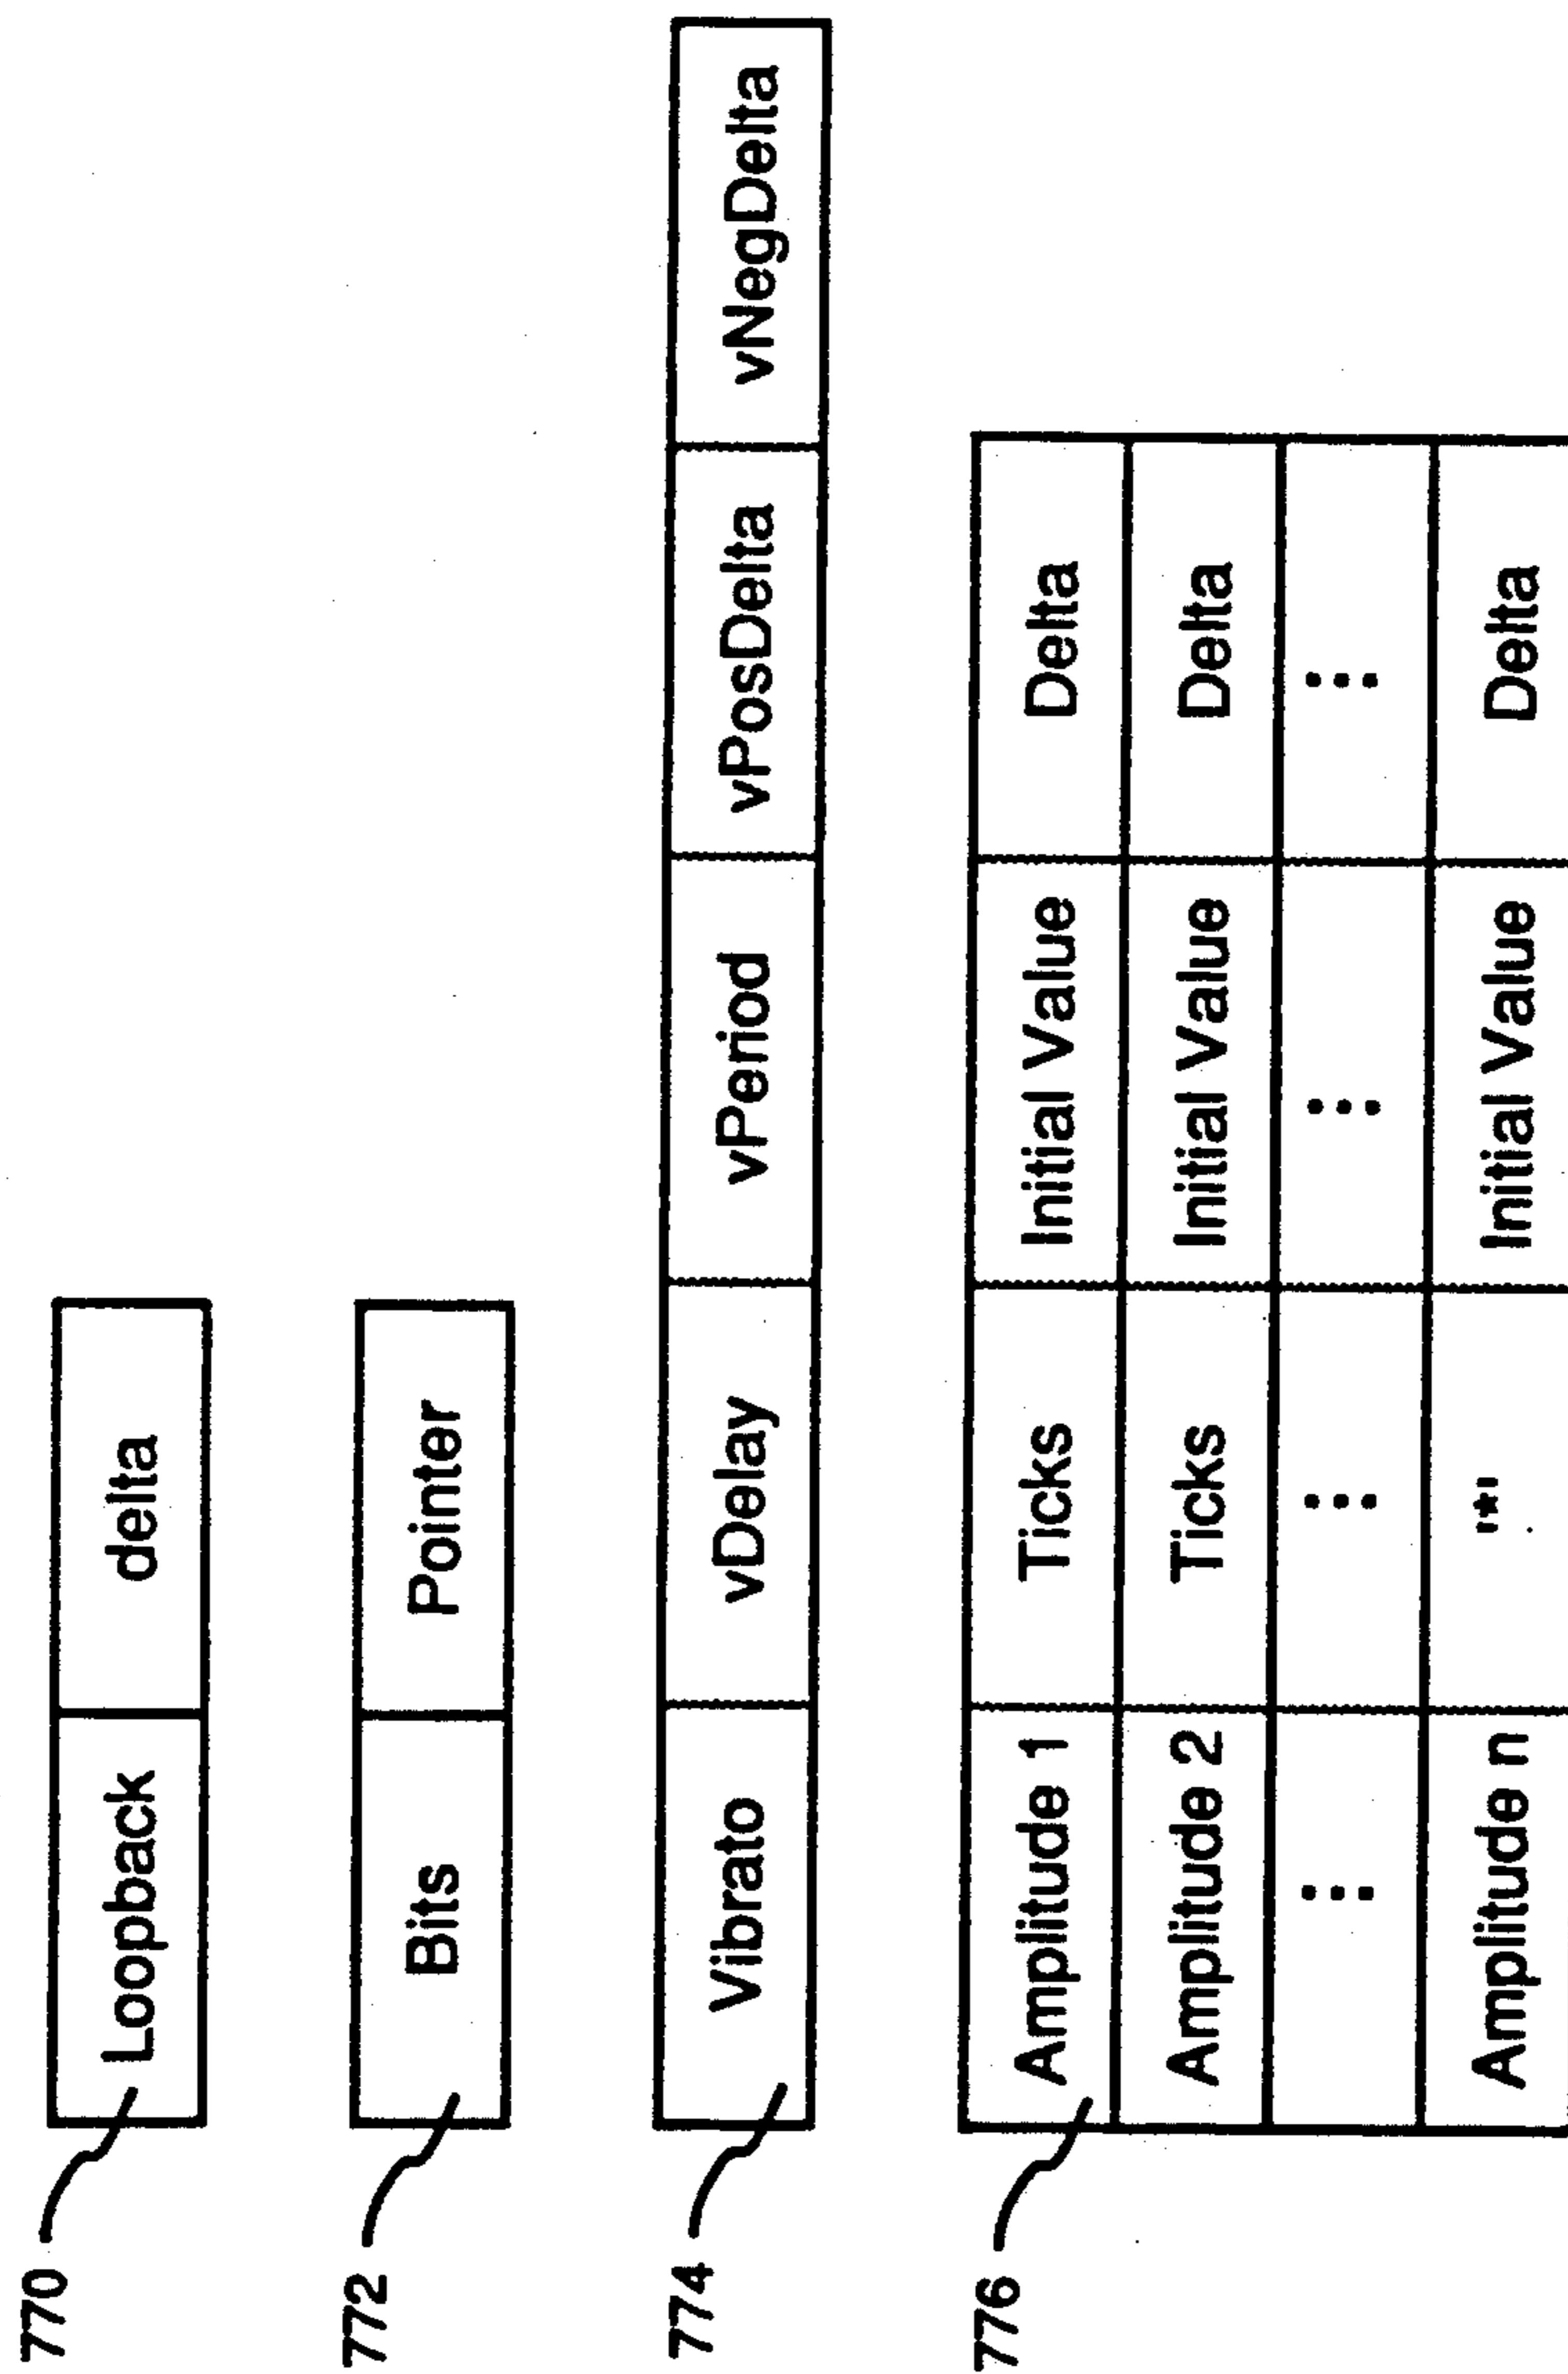 770
Loopback delta
772
Bits Pointer
774
Vibrato vDelay vPeriod vPosDelta vNegDelta
776
Amplitude 1 Ticks Initial Value Delta
Amplitude 2 Ticks Initial Value Delta
⋮ ⋮ ⋮ ⋮
Amplitude n '*' Initial Value Delta